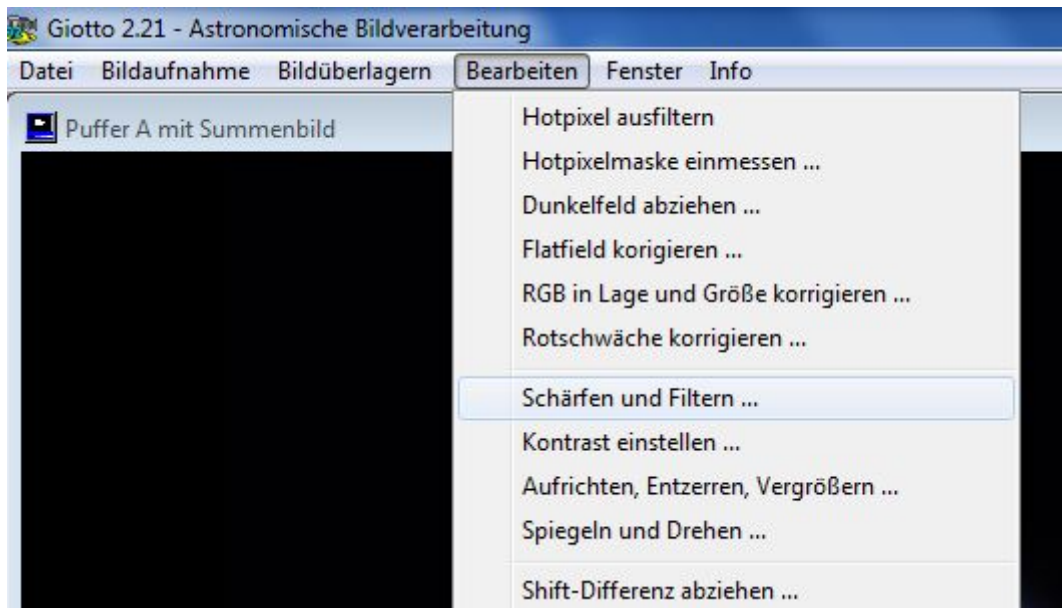 Giotto 2.21 - Astronomische Bildverarbeitung
Datei Bildaufnahme Bildüberlagern Bearbeiten Fenster Info
Puffer A mit Summenbild
Hotpixel ausfiltern
Hotpixelmaske einmessen ...
Dunkelfeld abziehen ...
Flatfield korigieren ...
RGB in Lage und Größe korrigieren ...
Rotschwäche korrigieren ...
Schärfen und Filtern ...
Kontrast einstellen ...
Aufrichten, Entzerren, Vergrößern ...
Spiegeln und Drehen ...
Shift-Differenz abziehen ...